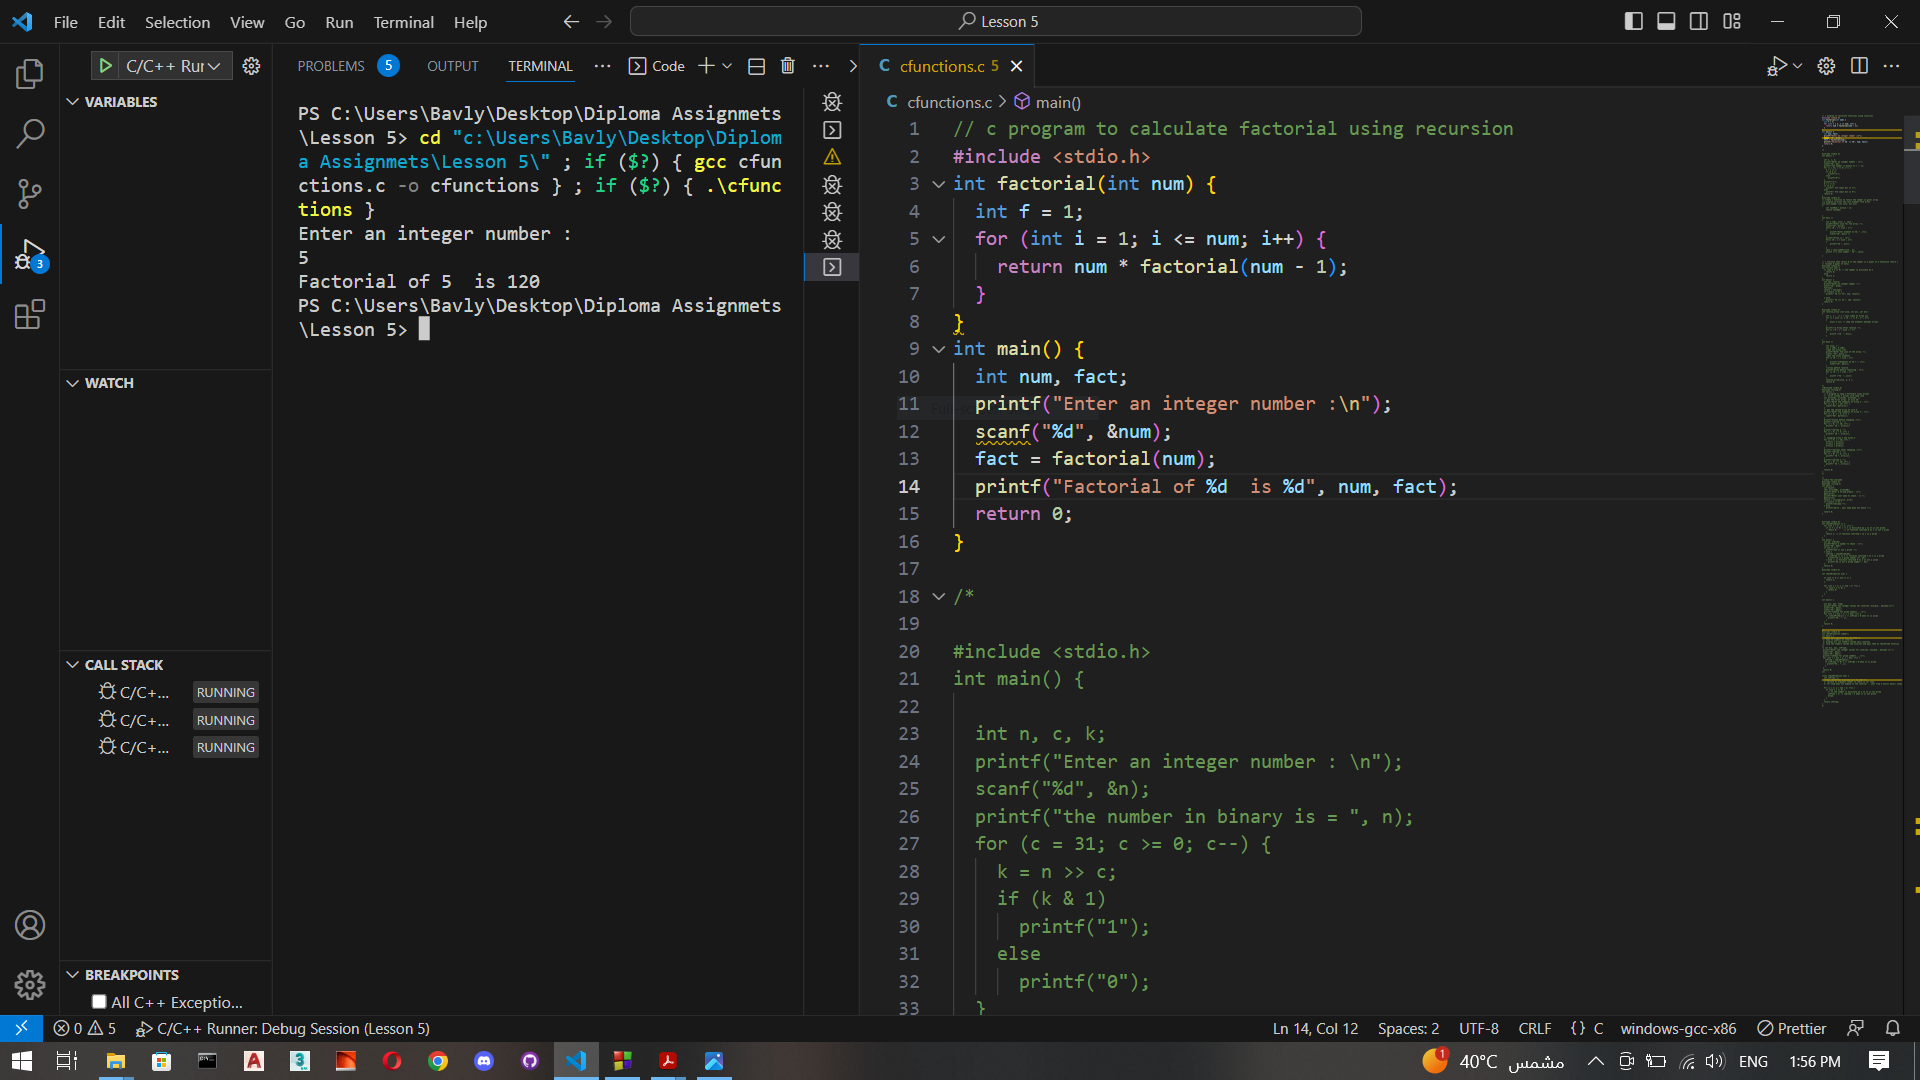 File Edit Selection View Go Run Terminal Help
Lesson 5
C/C++ Rur
VARIABLES
WATCH
CALL STACK
C/C+... RUNNING
C/C+... RUNNING
C/C+... RUNNING
BREAKPOINTS
All C++ Exceptio...
3
PROBLEMS 5 OUTPUT TERMINAL ... Code
PS C:\Users\Bavly\Desktop\Diploma Assignmets
\Lesson 5> cd "c:\Users\Bavly\Desktop\Diplom
a Assignmets\Lesson 5\" ; if ($?) { gcc cfun
ctions.c -o cfunctions } ; if ($?) { .\cfunc
tions }
Enter an integer number :
5
Factorial of 5  is 120
PS C:\Users\Bavly\Desktop\Diploma Assignmets
\Lesson 5>
C cfunctions.c 5
C cfunctions.c > main()
1 // c program to calculate factorial using recursion
2 #include <stdio.h>
3 int factorial(int num) {
4   int f = 1;
5   for (int i = 1; i <= num; i++) {
6     return num * factorial(num - 1);
7   }
8 }
9 int main() {
10   int num, fact;
11   printf("Enter an integer number :\n");
12   scanf("%d", &num);
13   fact = factorial(num);
14   printf("Factorial of %d  is %d", num, fact);
15   return 0;
16 }
17
18 /*
19
20 #include <stdio.h>
21 int main() {
22
23   int n, c, k;
24   printf("Enter an integer number : \n");
25   scanf("%d", &n);
26   printf("the number in binary is = ", n);
27   for (c = 31; c >= 0; c--) {
28     k = n >> c;
29     if (k & 1)
30       printf("1");
31     else
32       printf("0");
33   }
0 5 C/C++ Runner: Debug Session (Lesson 5)
Ln 14, Col 12 Spaces: 2 UTF-8 CRLF {} C windows-gcc-x86 Prettier
1 40°C مشمس ENG 1:56 PM